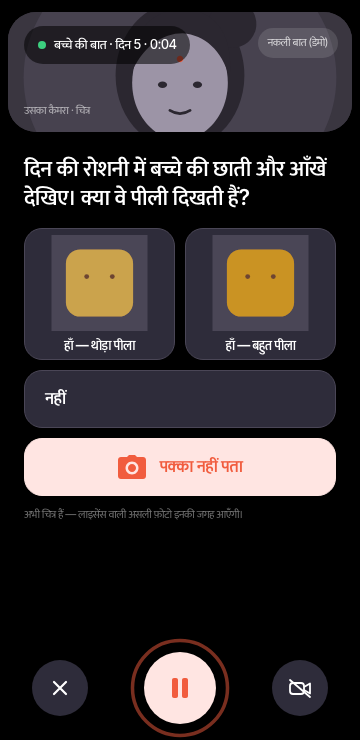 बच्चे की बात · दिन 5 · 0:04
नकली बात (डेमो)
उसका कैमरा · चित्र
दिन की रोशनी में बच्चे की छाती और आँखें
देखिए। क्या वे पीली दिखती हैं?
हाँ — थोड़ा पीला
हाँ — बहुत पीला
नहीं
पक्का नहीं पता
अभी चित्र हैं — लाइसेंस वाली असली फ़ोटो इनकी जगह आएँगी।